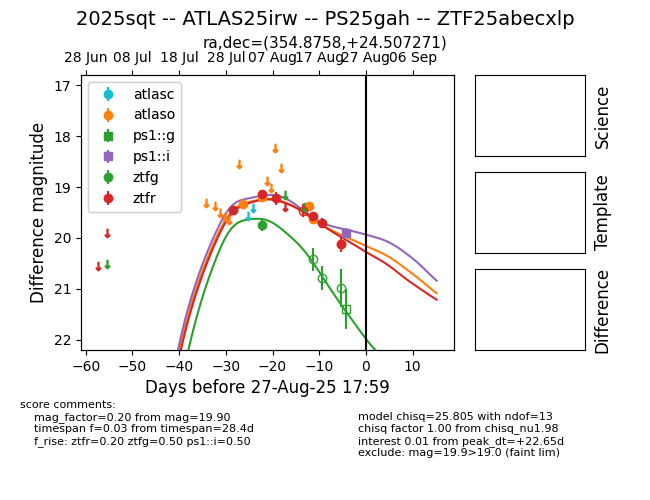 2025sqt -- ATLAS25irw -- PS25gah -- ZTF25abecxlp
ra,dec=(354.8758,+24.507271)
28 Jun 08 Jul 18 Jul 28 Jul 07 Aug 17 Aug 27 Aug 06 Sep
17
18
19
20
21
22
Difference magnitude
atlasc
atlaso
ps1::g
ps1::i
ztfg
ztfr
−60 −50 −40 −30 −20 −10 0 10
Days before 27-Aug-25 17:59
Science
Template
Difference
score comments:
mag_factor=0.20 from mag=19.90
timespan f=0.03 from timespan=28.4d
f_rise: ztfr=0.20 ztfg=0.50 ps1::i=0.50
model chisq=25.805 with ndof=13
chisq factor 1.00 from chisq_nu1.98
interest 0.01 from peak_dt=+22.65d
exclude: mag=19.9>19.0 (faint lim)